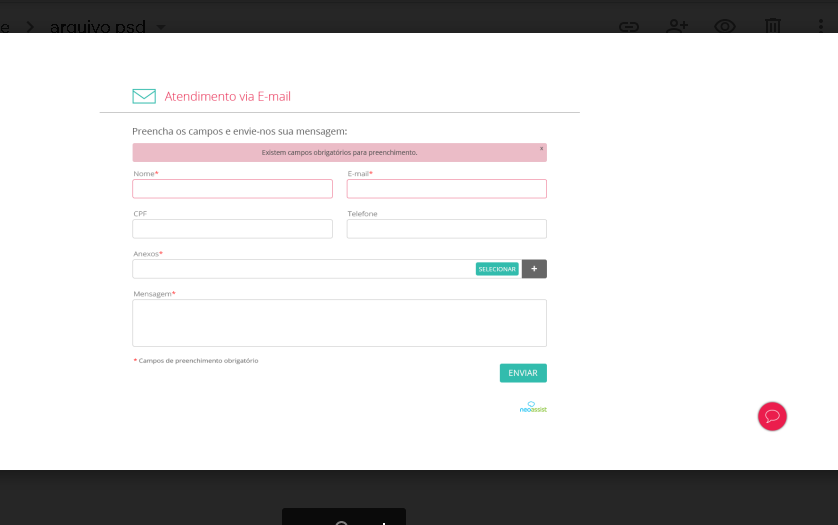 e > arquivo.psd
Atendimento via E-mail
Preencha os campos e envie-nos sua mensagem:
Existem campos obrigatórios para preenchimento. x
Nome* E-mail*
CPF Telefone
Anexos*
SELECIONAR +
Mensagem*
* Campos de preenchimento obrigatório
ENVIAR
neoassist